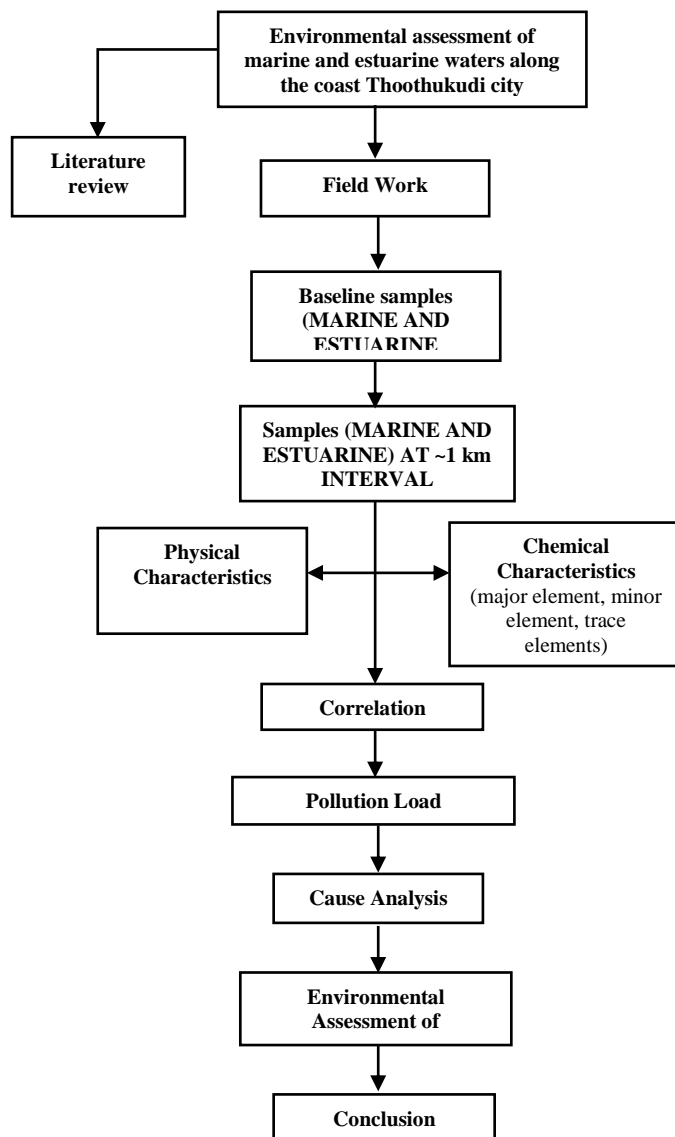 Environmental assessment of
marine and estuarine waters along
the coast Thoothukudi city
Literature
review
Field Work
Baseline samples
(MARINE AND
ESTUARINE
Samples (MARINE AND
ESTUARINE) AT ~1 km
INTERVAL
Physical
Characteristics
Chemical
Characteristics
(major element, minor
element, trace
elements)
Correlation
Pollution Load
Cause Analysis
Environmental
Assessment of
Conclusion